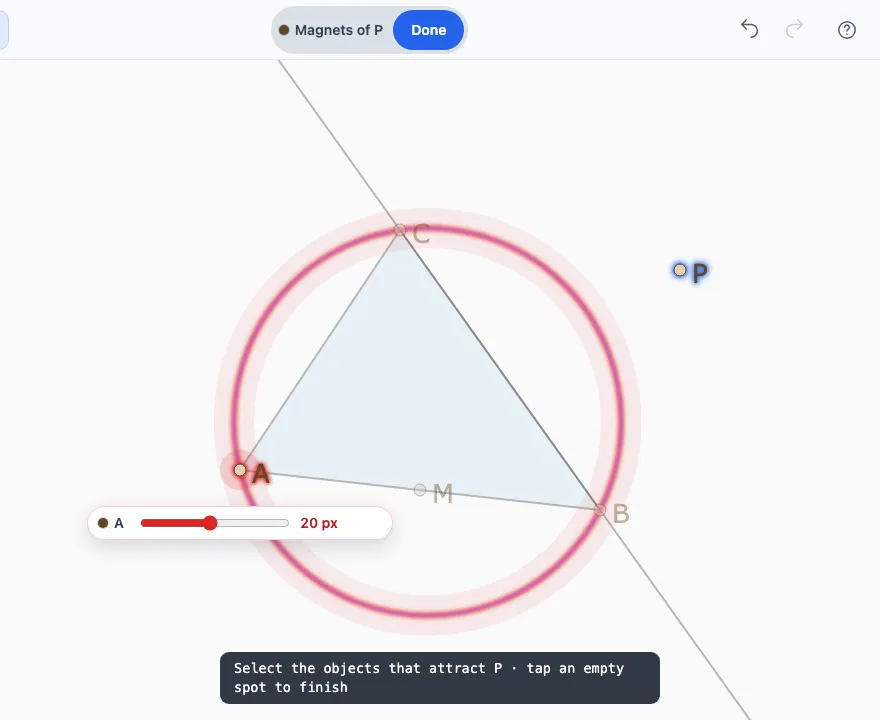 Magnets of P
Done
C
P
A
M
B
A
20 px
Select the objects that attract P · tap an empty
spot to finish